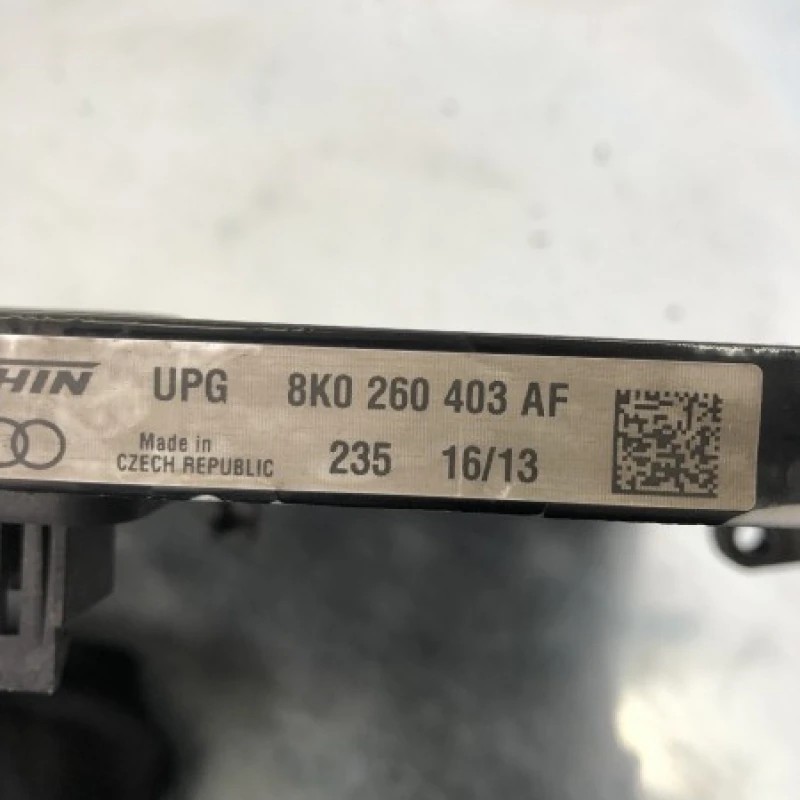 HIN UPG 8K0 260 403 AF
Made in
CZECH REPUBLIC 235 16/13